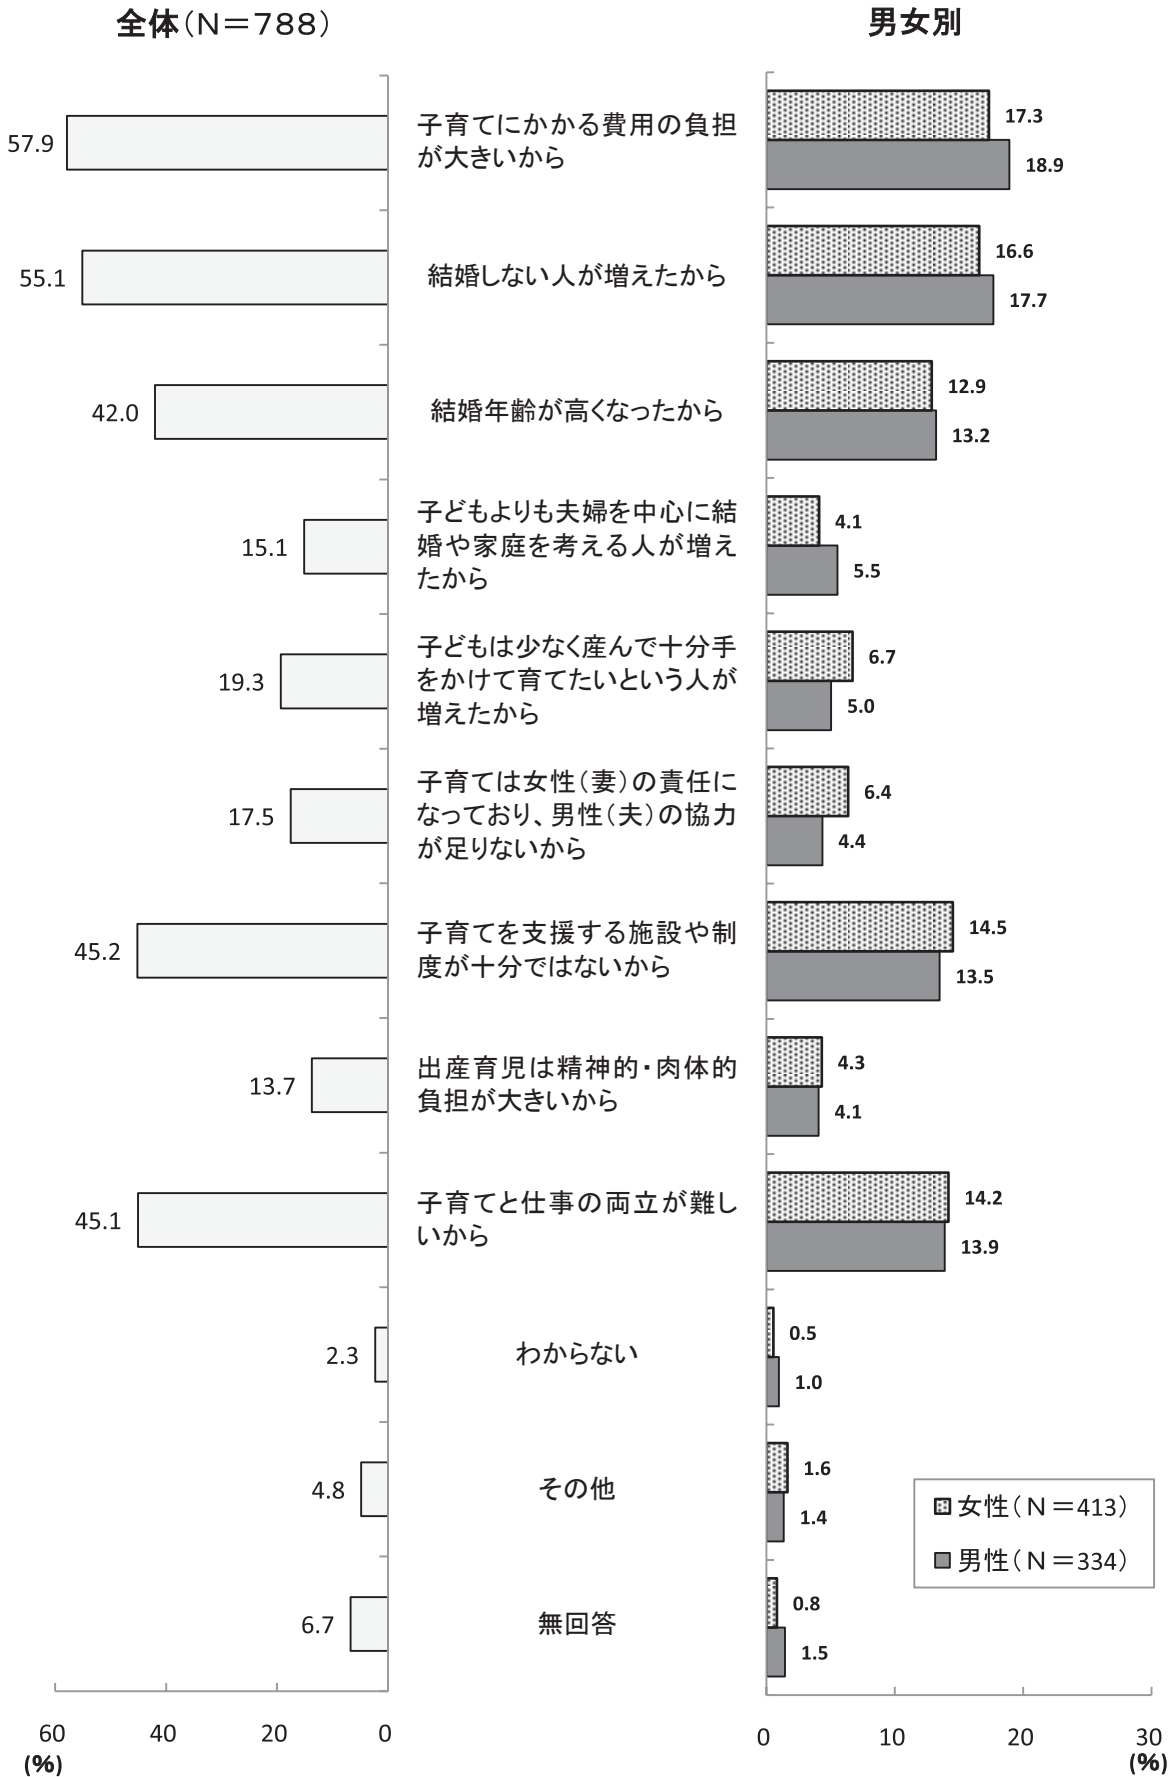 全体（Ｎ＝788）
男女別
57.9
子育てにかかる費用の負担
が大きいから
17.3
18.9
55.1
結婚しない人が増えたから
16.6
17.7
42.0
結婚年齢が高くなったから
12.9
13.2
15.1
子どもよりも夫婦を中心に結
婚や家庭を考える人が増え
たから
4.1
5.5
19.3
子どもは少なく産んで十分手
をかけて育てたいという人が
増えたから
6.7
5.0
17.5
子育ては女性（妻）の責任に
なっており、男性（夫）の協力
が足りないから
6.4
4.4
45.2
子育てを支援する施設や制
度が十分ではないから
14.5
13.5
13.7
出産育児は精神的・肉体的
負担が大きいから
4.3
4.1
45.1
子育てと仕事の両立が難し
いから
14.2
13.9
2.3
わからない
0.5
1.0
4.8
その他
1.6
1.4
女性（Ｎ＝413）
男性（Ｎ＝334）
6.7
無回答
0.8
1.5
60 40 20 0
(%)
0 10 20 30
(%)